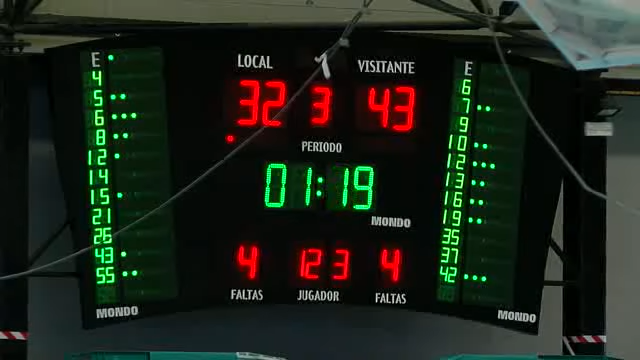 LOCAL VISITANTE
32 3 43
PERIODO
01:19
MONDO
4 12 3 4
FALTAS JUGADOR FALTAS
E
4
5
6
8
12
14
15
21
26
43
55
MONDO
E
6
7
9
10
12
13
16
19
35
37
42
MONDO